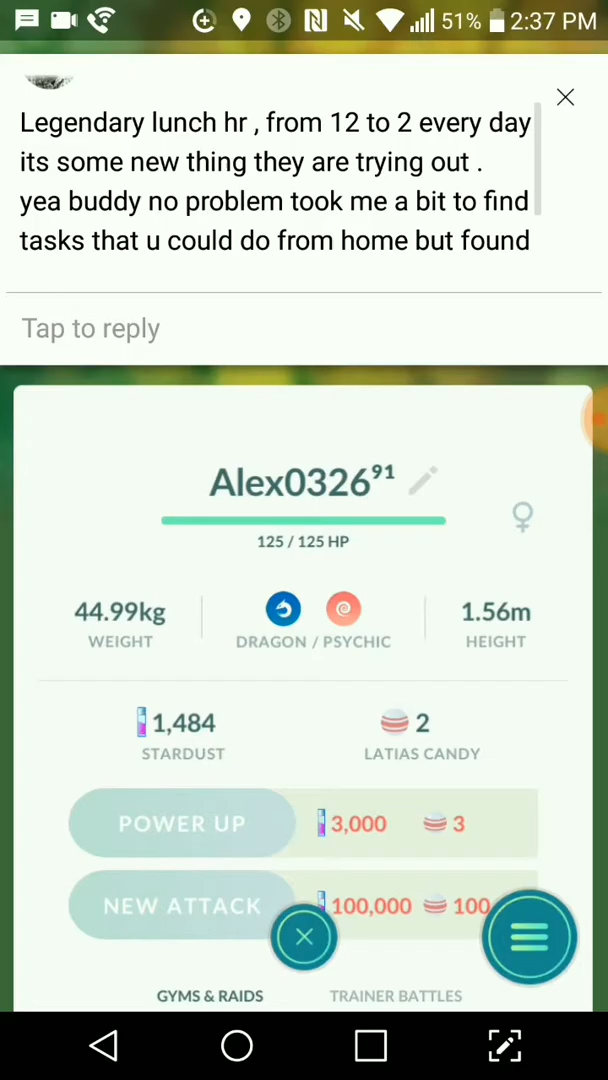 51% 2:37 PM
Legendary lunch hr , from 12 to 2 every day
its some new thing they are trying out .
yea buddy no problem took me a bit to find
tasks that u could do from home but found
Tap to reply
Alex0326⁹¹
125 / 125 HP
44.99kg 1.56m
WEIGHT DRAGON / PSYCHIC HEIGHT
1,484 2
STARDUST LATIAS CANDY
POWER UP 3,000 3
NEW ATTACK 100,000 100
GYMS & RAIDS TRAINER BATTLES